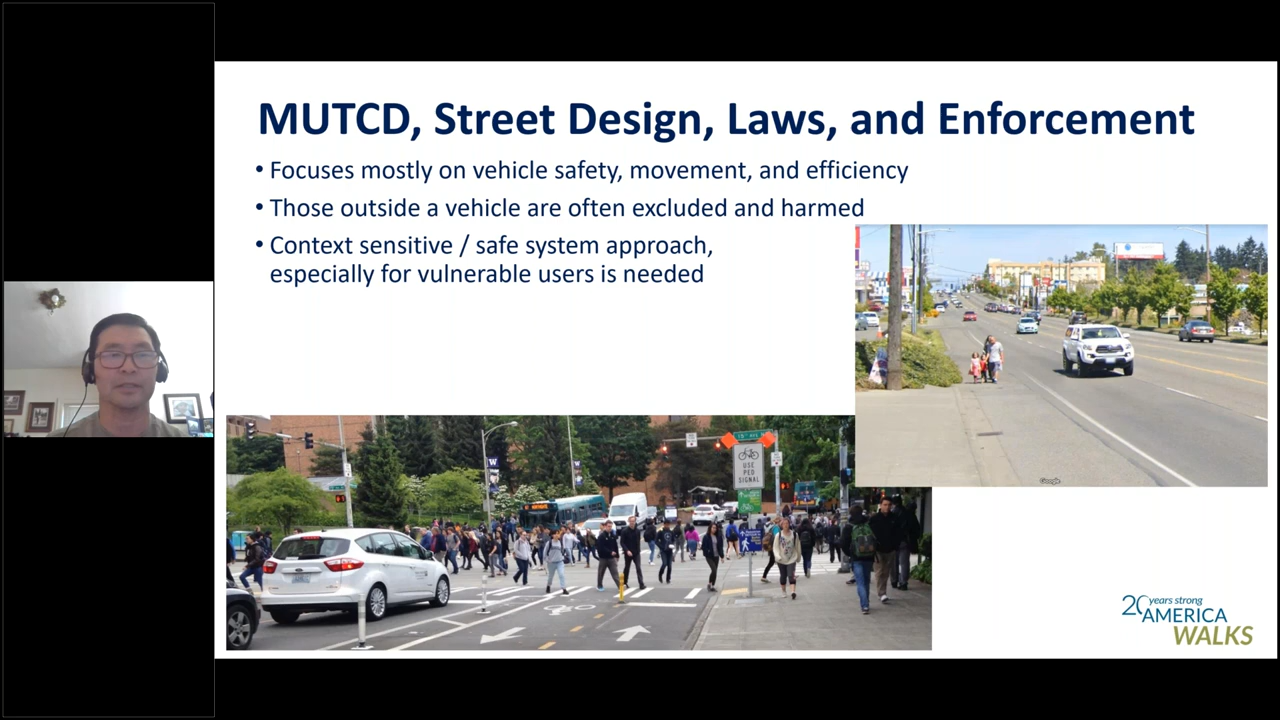 MUTCD, Street Design, Laws, and Enforcement
• Focuses mostly on vehicle safety, movement, and efficiency
• Those outside a vehicle are often excluded and harmed
• Context sensitive / safe system approach,
especially for vulnerable users is needed
Google
W
W
USE
PED
SIGNAL
20 years strong
AMERICA
WALKS